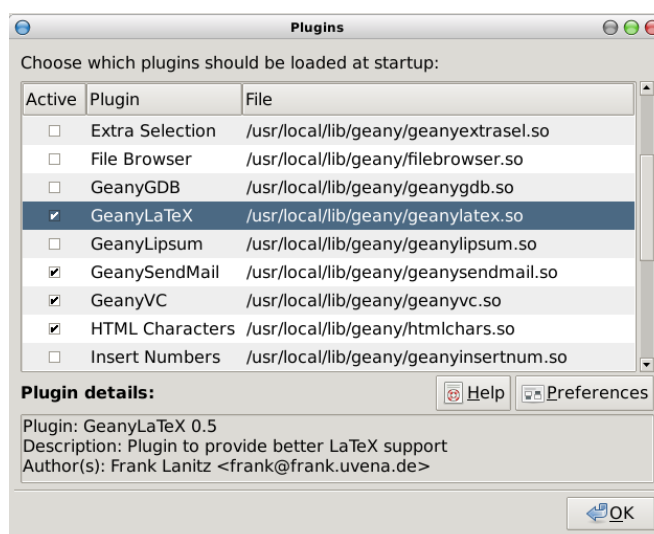 Plugins
Choose which plugins should be loaded at startup:
Active Plugin File
Extra Selection /usr/local/lib/geany/geanyextrasel.so
File Browser /usr/local/lib/geany/filebrowser.so
GeanyGDB /usr/local/lib/geany/geanygdb.so
GeanyLaTeX /usr/local/lib/geany/geanylatex.so
GeanyLipsum /usr/local/lib/geany/geanylipsum.so
GeanySendMail /usr/local/lib/geany/geanysendmail.so
GeanyVC /usr/local/lib/geany/geanyvc.so
HTML Characters /usr/local/lib/geany/htmlchars.so
Insert Numbers /usr/local/lib/geany/geanyinsertnum.so
Plugin details: Help Preferences
Plugin: GeanyLaTeX 0.5
Description: Plugin to provide better LaTeX support
Author(s): Frank Lanitz <frank@frank.uvena.de>
OK